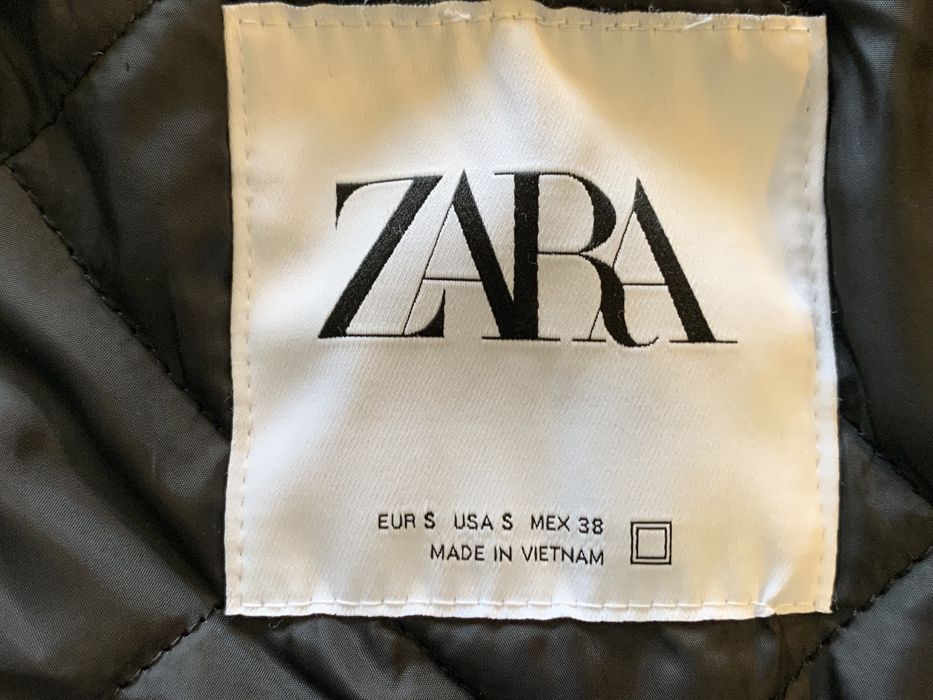 ZARA
EUR S USA S MEX 38
MADE IN VIETNAM